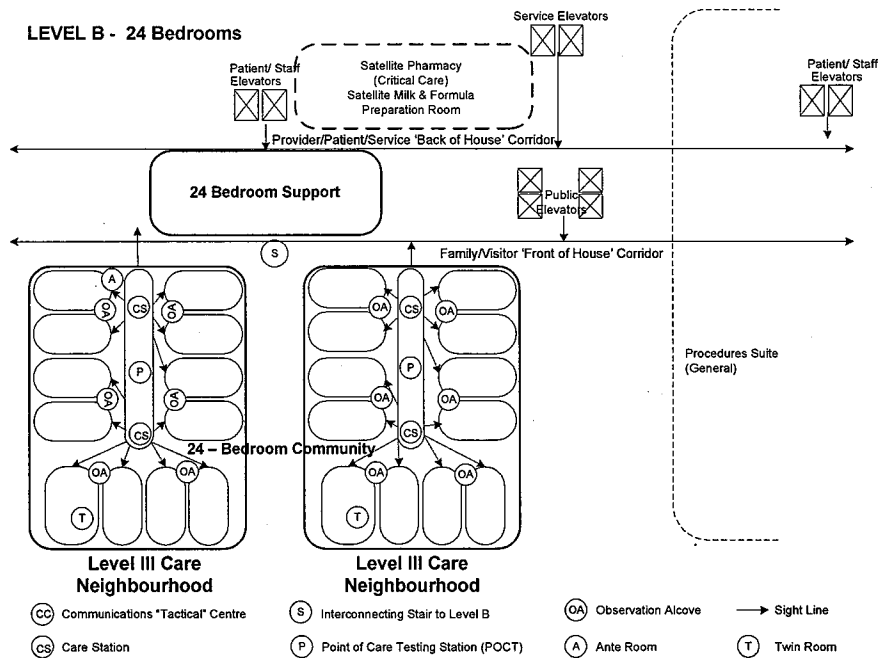 LEVEL B - 24 Bedrooms
Service Elevators
Patient/ Staff
Elevators
Satellite Pharmacy
(Critical Care)
Satellite Milk & Formula
Preparation Room
Patient/ Staff
Elevators
Provider/Patient/Service 'Back of House' Corridor
24 Bedroom Support
Public
Elevators
S
Family/Visitor 'Front of House' Corridor
A
OA
CS
OA
OA
CS
OA
P
P
OA
OA
OA
OA
CS
CS
24 – Bedroom Community
OA
OA
OA
OA
T
T
Procedures Suite
(General)
Level III Care
Neighbourhood
Level III Care
Neighbourhood
CC Communications "Tactical" Centre
S Interconnecting Stair to Level B
OA Observation Alcove
Sight Line
CS Care Station
P Point of Care Testing Station (POCT)
A Ante Room
T Twin Room